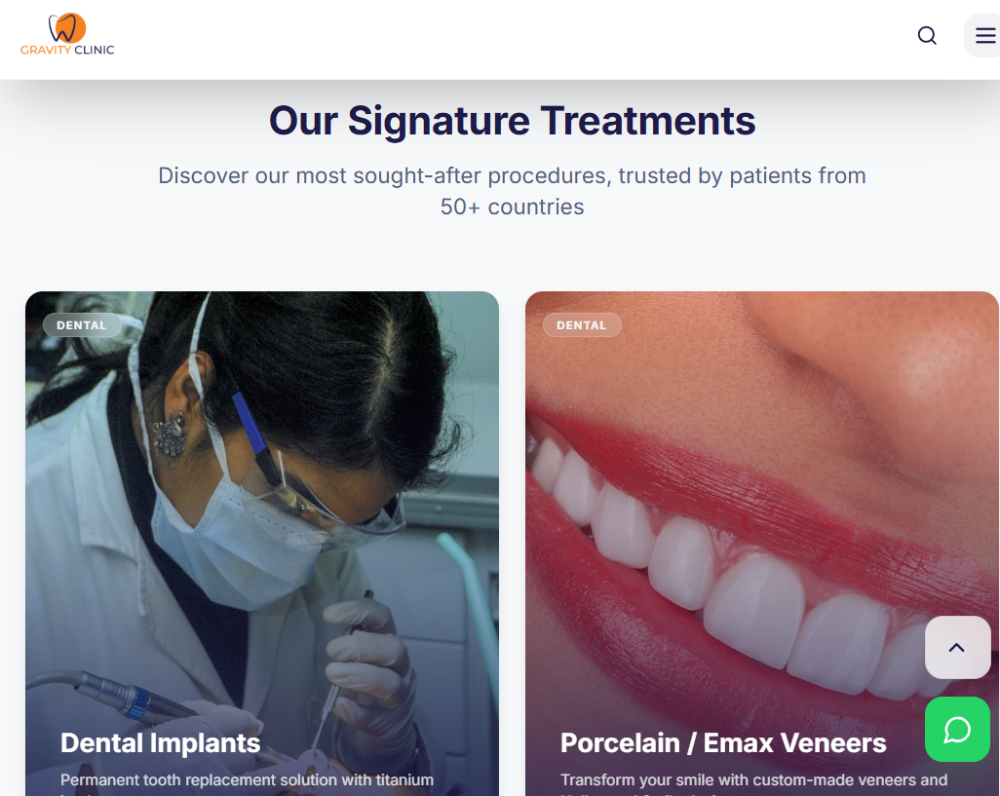 GRAVITY CLINIC
Our Signature Treatments
Discover our most sought-after procedures, trusted by patients from
50+ countries
DENTAL
DENTAL
Dental Implants
Permanent tooth replacement solution with titanium
Porcelain / Emax Veneers
Transform your smile with custom-made veneers and